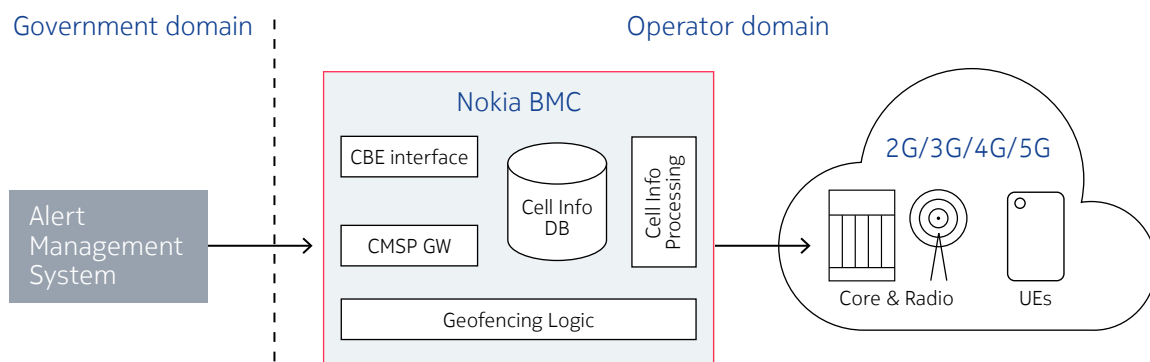 Government domain
Operator domain
Nokia BMC
CBE interface
CMSP GW
Cell Info
DB
Cell Info
Processing
Geofencing Logic
Alert
Management
System
2G/3G/4G/5G
Core & Radio
UEs